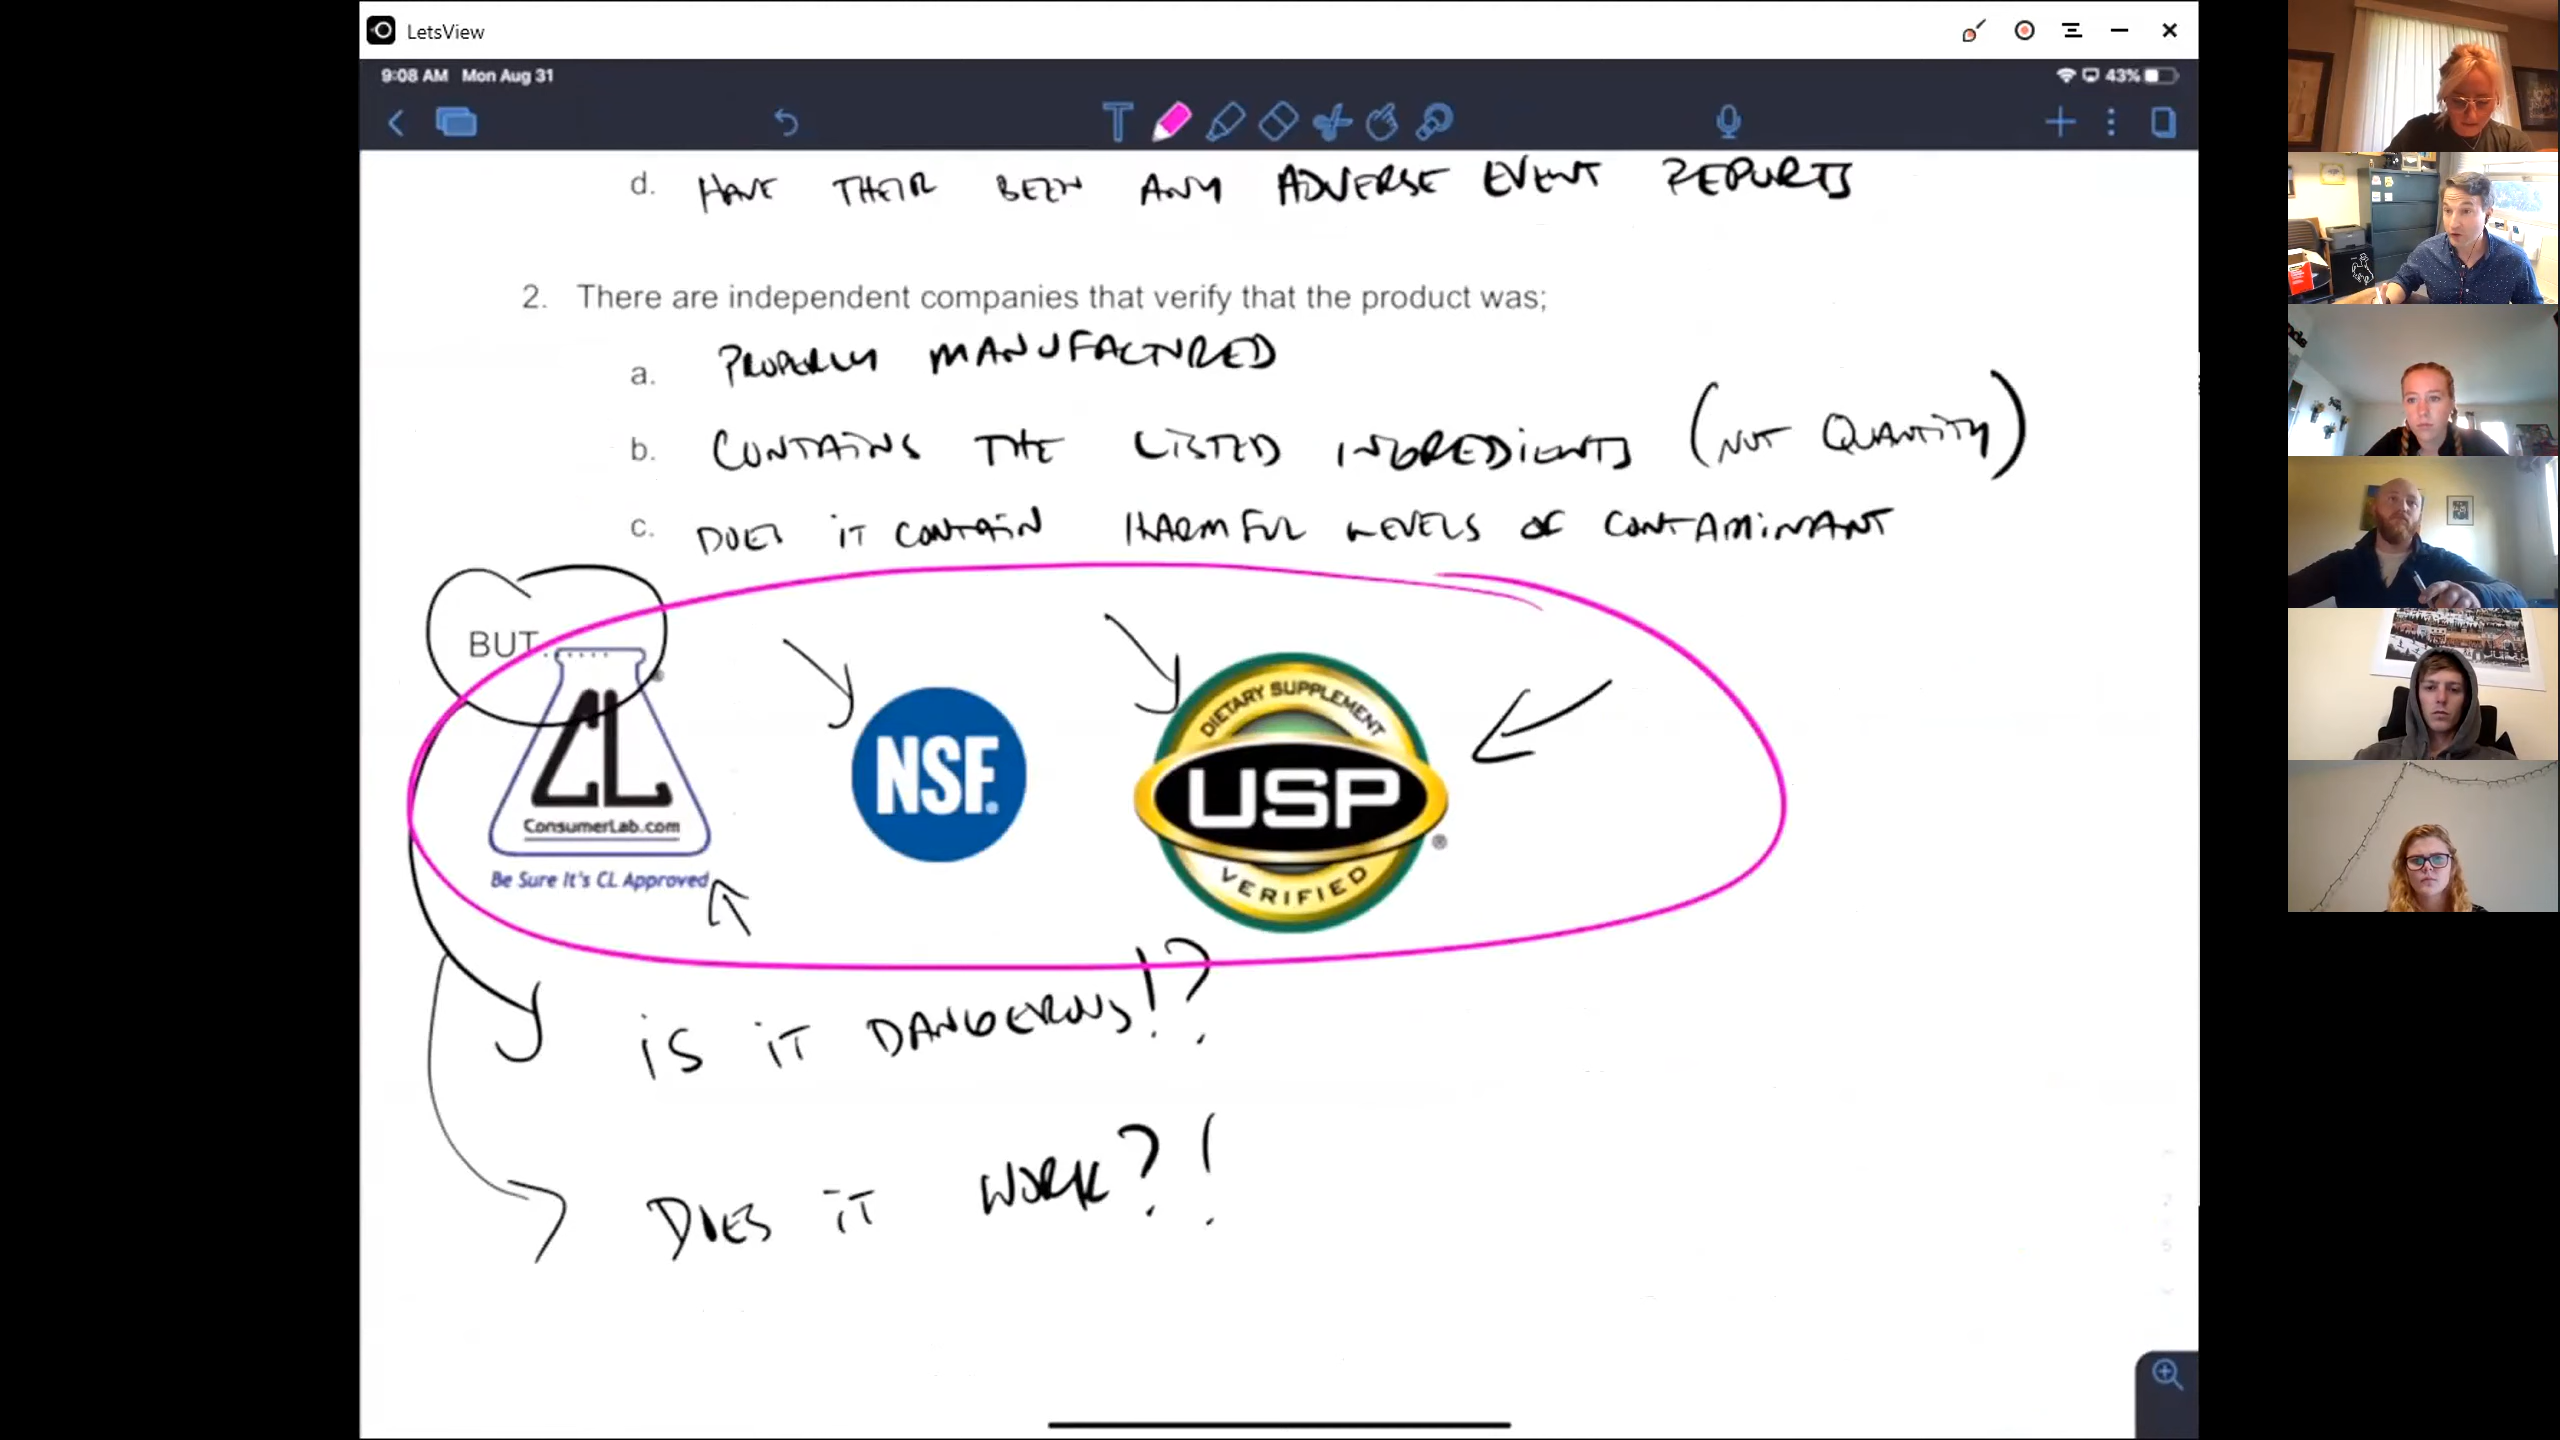 LetsView
9:08 AM Mon Aug 31
43%
d. HAVE THEIR BEEN ANY ADVERSE EVENT REPORTS
2. There are independent companies that verify that the product was;
a. PROPERLY MANUFACTURED
b. CONTAINS THE LISTED INGREDIENTS (NOT QUANTITY)
c. DOES IT CONTAIN HARMFUL LEVELS OF CONTAMINANT
BUT.......
CL
®
ConsumerLab.com
Be Sure It's CL Approved
NSF.
DIETARY SUPPLEMENT
USP
®
VERIFIED
IS IT DANGEROUS!?
DOES IT WORK?!